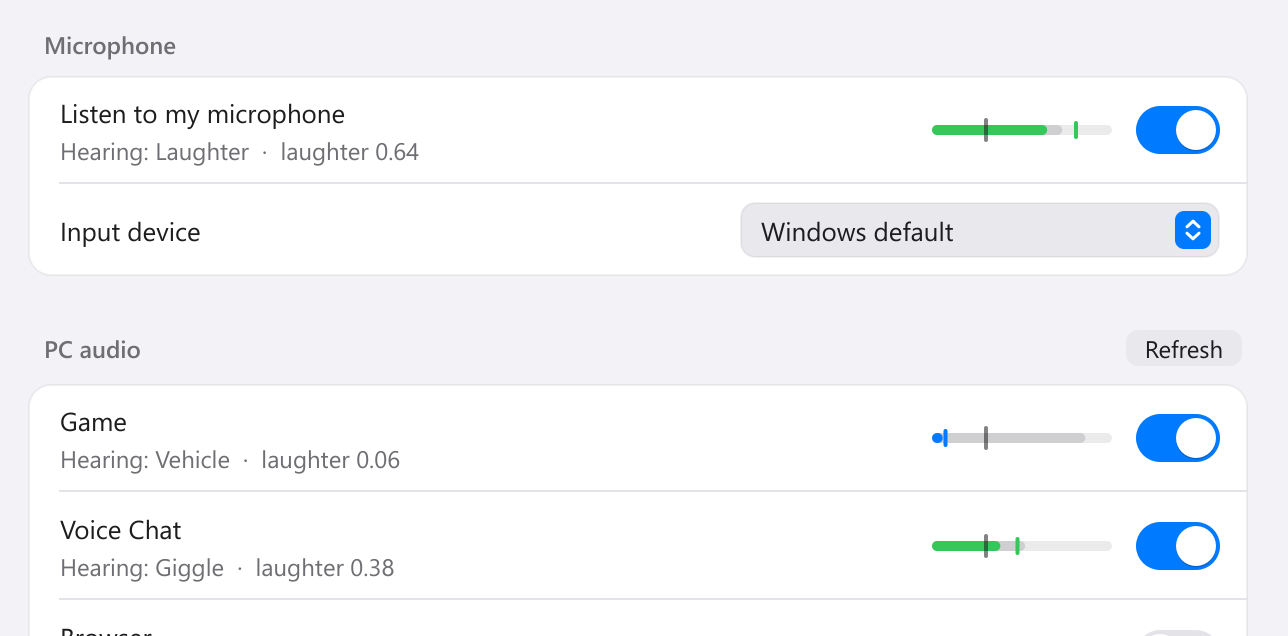 Microphone
Listen to my microphone
Hearing: Laughter · laughter 0.64
Input device
Windows default
PC audio
Refresh
Game
Hearing: Vehicle · laughter 0.06
Voice Chat
Hearing: Giggle · laughter 0.38
Browser